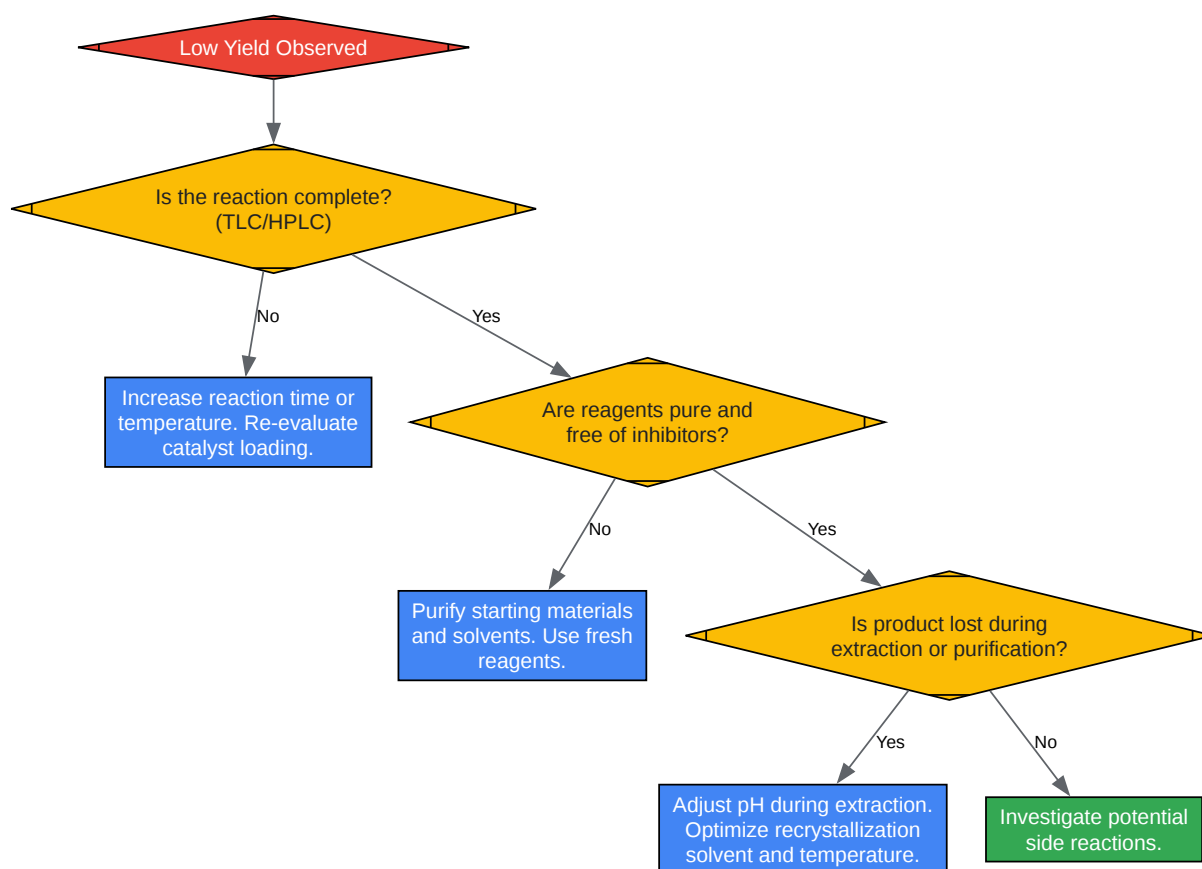 Low Yield Observed
Is the reaction complete?
(TLC/HPLC)
No
Yes
Increase reaction time or
temperature. Re-evaluate
catalyst loading.
Are reagents pure and
free of inhibitors?
No
Yes
Purify starting materials
and solvents. Use fresh
reagents.
Is product lost during
extraction or purification?
Yes
No
Adjust pH during extraction.
Optimize recrystallization
solvent and temperature.
Investigate potential
side reactions.